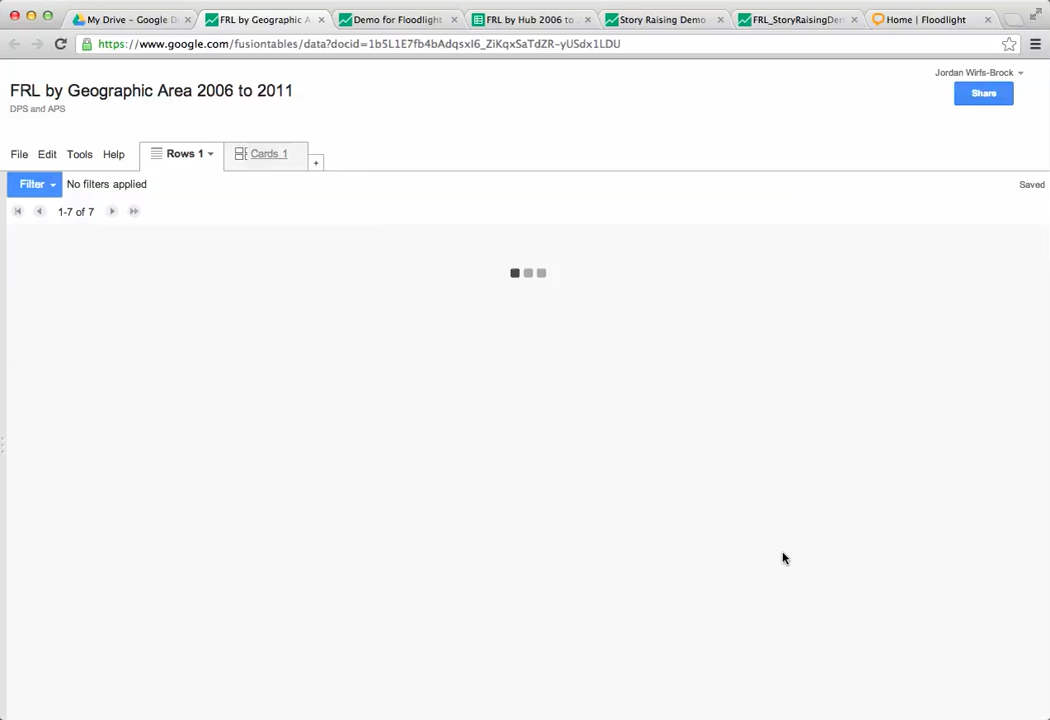 My Drive – Google D
FRL by Geographic A
Demo for Floodlight
FRL by Hub 2006 to
Story Raising Demo
FRL_StoryRaisingDem
Home | Floodlight
https://www.google.com/fusiontables/data?docid=1b5L1E7fb4bAdqsxI6_ZiKqxSaTdZR-yUSdx1LDU
Jordan Wirfs-Brock
FRL by Geographic Area 2006 to 2011
Share
DPS and APS
File Edit Tools Help Rows 1 Cards 1 +
Filter No filters applied Saved
1-7 of 7